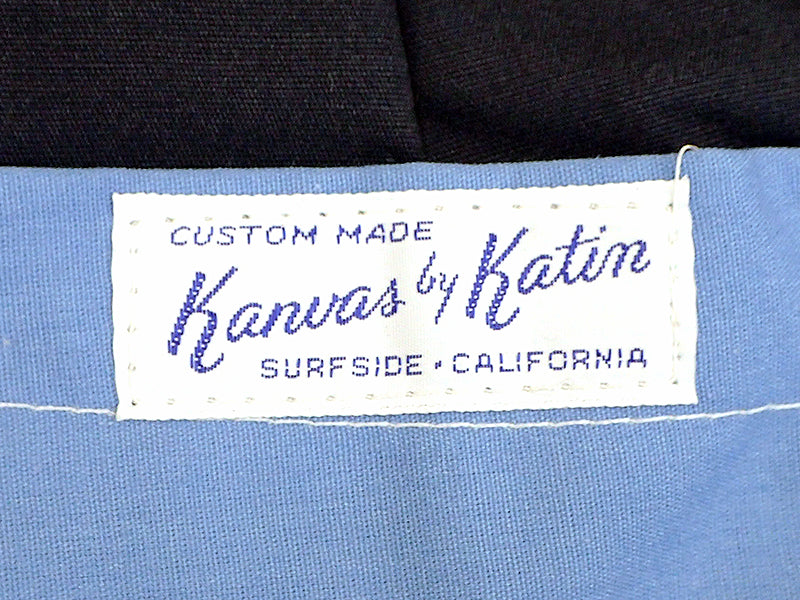 CUSTOM MADE
Kanvas by Katin
SURFSIDE · CALIFORNIA